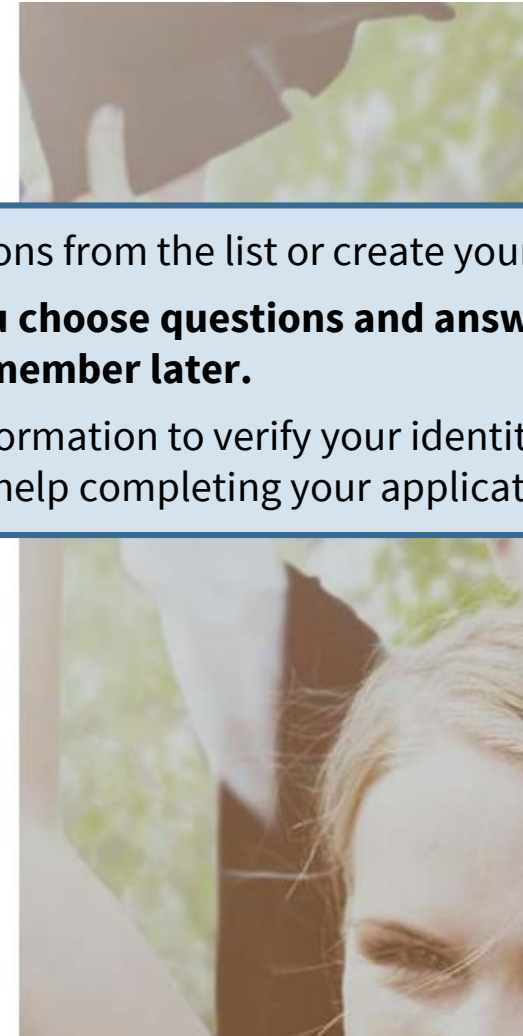 ons from the list or create your
u choose questions and answ
member later.
ormation to verify your identit
help completing your applicat